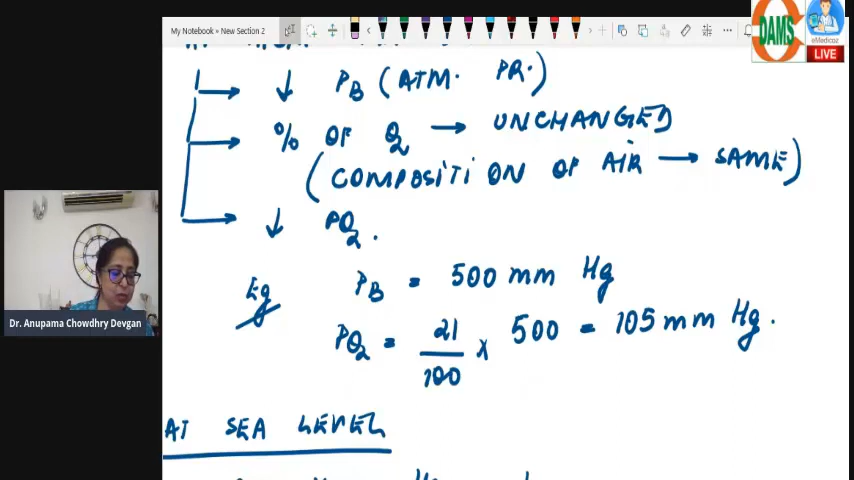 My Notebook » New Section 2
DAMS
eMedicoz
LIVE
↓ PB (ATM. PR.)
% OF O2 → UNCHANGED
(COMPOSITION OF AIR → SAME)
↓ PO2.
Eg PB = 500 mm Hg
PO2 = 21/100 x 500 = 105 mm Hg.
Dr. Anupama Chowdhry Devgan
AT SEA LEVEL